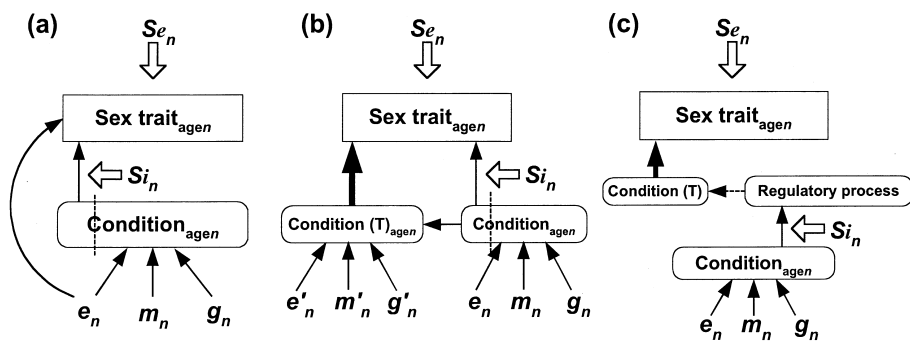 (a)
Se_n
Sex trait_agen
Si_n
Condition_agen
e_n m_n g_n
(b)
Se_n
Sex trait_agen
Si_n
Condition (T)_agen
Condition_agen
e'_n m'_n g'_n e_n m_n g_n
(c)
Se_n
Sex trait_agen
Condition (T)
Regulatory process
Si_n
Condition_agen
e_n m_n g_n